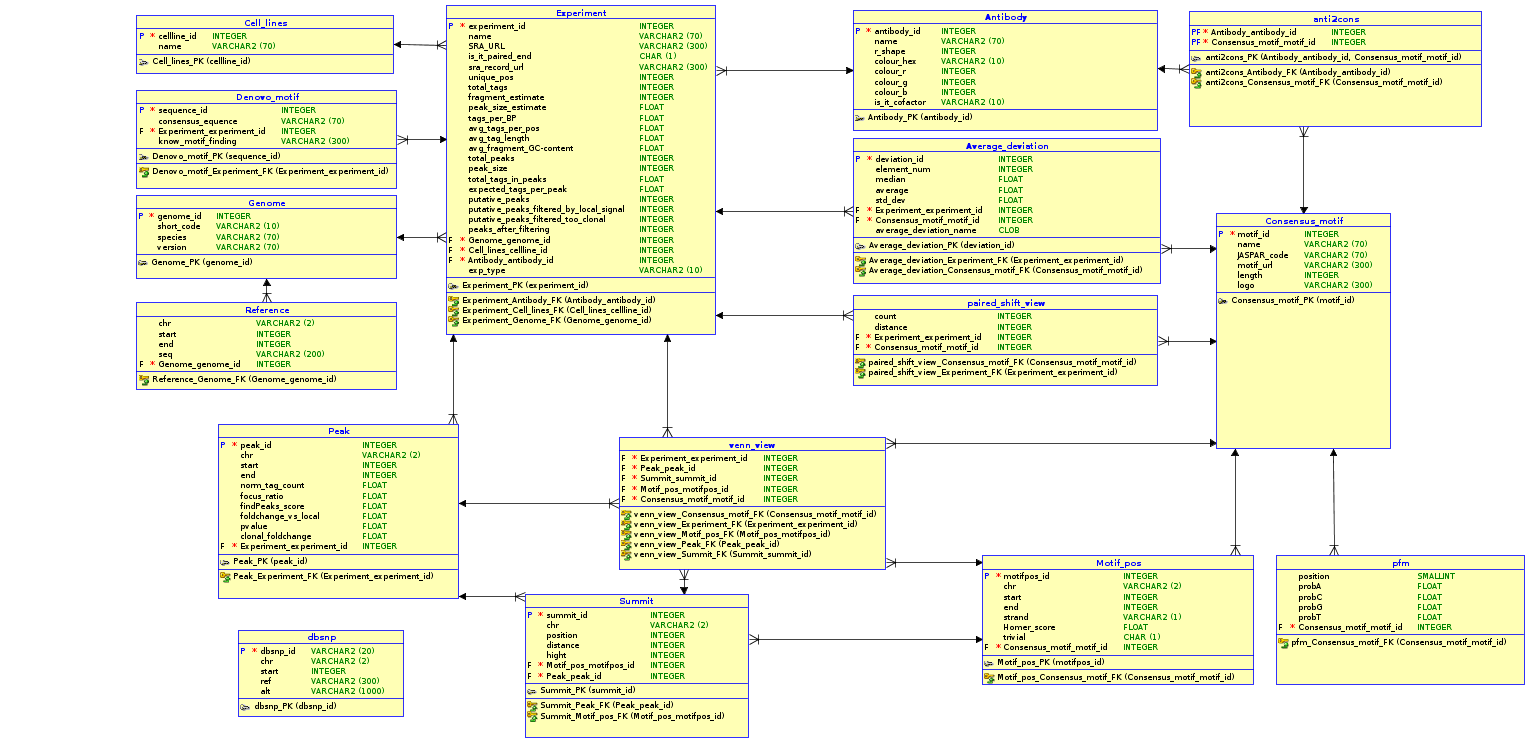 Cell_lines
P * cellline_id INTEGER
name VARCHAR2 (70)
Cell_lines_PK (cellline_id)
Denovo_motif
P * sequence_id INTEGER
consensus_equence VARCHAR2 (70)
F * Experiment_experiment_id INTEGER
know_motif_finding VARCHAR2 (300)
Denovo_motif_PK (sequence_id)
Denovo_motif_Experiment_FK (Experiment_experiment_id)
Genome
P * genome_id INTEGER
short_code VARCHAR2 (10)
species VARCHAR2 (70)
version VARCHAR2 (70)
Genome_PK (genome_id)
Reference
chr VARCHAR2 (2)
start INTEGER
end INTEGER
seq VARCHAR2 (200)
F * Genome_genome_id INTEGER
Reference_Genome_FK (Genome_genome_id)
Experiment
P * experiment_id INTEGER
name VARCHAR2 (70)
SRA_URL VARCHAR2 (300)
is_it_paired_end CHAR (1)
sra_record_url VARCHAR2 (300)
unique_pos INTEGER
total_tags INTEGER
fragment_estimate INTEGER
peak_size_estimate FLOAT
tags_per_BP FLOAT
avg_tags_per_pos FLOAT
avg_tag_length FLOAT
avg_fragment_GC-content FLOAT
total_peaks INTEGER
peak_size INTEGER
total_tags_in_peaks FLOAT
expected_tags_per_peak FLOAT
putative_peaks INTEGER
putative_peaks_filtered_by_local_signal INTEGER
putative_peaks_filtered_too_clonal INTEGER
peaks_after_filtering INTEGER
F * Genome_genome_id INTEGER
F * Cell_lines_cellline_id INTEGER
F * Antibody_antibody_id INTEGER
exp_type VARCHAR2 (10)
Experiment_PK (experiment_id)
Experiment_Antibody_FK (Antibody_antibody_id)
Experiment_Cell_lines_FK (Cell_lines_cellline_id)
Experiment_Genome_FK (Genome_genome_id)
Antibody
P * antibody_id INTEGER
name VARCHAR2 (70)
r_shape INTEGER
colour_hex VARCHAR2 (10)
colour_r INTEGER
colour_g INTEGER
colour_b INTEGER
is_it_cofactor VARCHAR2 (10)
Antibody_PK (antibody_id)
anti2cons
PF * Antibody_antibody_id INTEGER
PF * Consensus_motif_motif_id INTEGER
anti2cons_PK (Antibody_antibody_id, Consensus_motif_motif_id)
anti2cons_Antibody_FK (Antibody_antibody_id)
anti2cons_Consensus_motif_FK (Consensus_motif_motif_id)
Average_deviation
P * deviation_id INTEGER
element_num INTEGER
median FLOAT
average FLOAT
std_dev FLOAT
F * Experiment_experiment_id INTEGER
F * Consensus_motif_motif_id INTEGER
average_deviation_name CLOB
Average_deviation_PK (deviation_id)
Average_deviation_Experiment_FK (Experiment_experiment_id)
Average_deviation_Consensus_motif_FK (Consensus_motif_motif_id)
Consensus_motif
P * motif_id INTEGER
name VARCHAR2 (70)
JASPAR_code VARCHAR2 (70)
motif_url VARCHAR2 (300)
length INTEGER
logo VARCHAR2 (300)
Consensus_motif_PK (motif_id)
paired_shift_view
count INTEGER
distance INTEGER
F * Experiment_experiment_id INTEGER
F * Consensus_motif_motif_id INTEGER
paired_shift_view_Consensus_motif_FK (Consensus_motif_motif_id)
paired_shift_view_Experiment_FK (Experiment_experiment_id)
Peak
P * peak_id INTEGER
chr VARCHAR2 (2)
start INTEGER
end INTEGER
norm_tag_count FLOAT
focus_ratio FLOAT
findPeaks_score FLOAT
foldchange_vs_local FLOAT
pvalue FLOAT
clonal_foldchange FLOAT
F * Experiment_experiment_id INTEGER
Peak_PK (peak_id)
Peak_Experiment_FK (Experiment_experiment_id)
venn_view
F * Experiment_experiment_id INTEGER
F * Peak_peak_id INTEGER
F * Summit_summit_id INTEGER
F * Motif_pos_motifpos_id INTEGER
F * Consensus_motif_motif_id INTEGER
venn_view_Consensus_motif_FK (Consensus_motif_motif_id)
venn_view_Experiment_FK (Experiment_experiment_id)
venn_view_Motif_pos_FK (Motif_pos_motifpos_id)
venn_view_Peak_FK (Peak_peak_id)
venn_view_Summit_FK (Summit_summit_id)
dbsnp
P * dbsnp_id VARCHAR2 (20)
chr VARCHAR2 (2)
start INTEGER
ref VARCHAR2 (300)
alt VARCHAR2 (1000)
dbsnp_PK (dbsnp_id)
Summit
P * summit_id INTEGER
chr VARCHAR2 (2)
position INTEGER
distance INTEGER
hight INTEGER
F * Motif_pos_motifpos_id INTEGER
F * Peak_peak_id INTEGER
Summit_PK (summit_id)
Summit_Peak_FK (Peak_peak_id)
Summit_Motif_pos_FK (Motif_pos_motifpos_id)
Motif_pos
P * motifpos_id INTEGER
chr VARCHAR2 (2)
start INTEGER
end INTEGER
strand VARCHAR2 (1)
Homer_score FLOAT
trivial CHAR (1)
F * Consensus_motif_motif_id INTEGER
Motif_pos_PK (motifpos_id)
Motif_pos_Consensus_motif_FK (Consensus_motif_motif_id)
pfm
position SMALLINT
probA FLOAT
probC FLOAT
probG FLOAT
probT FLOAT
F * Consensus_motif_motif_id INTEGER
pfm_Consensus_motif_FK (Consensus_motif_motif_id)